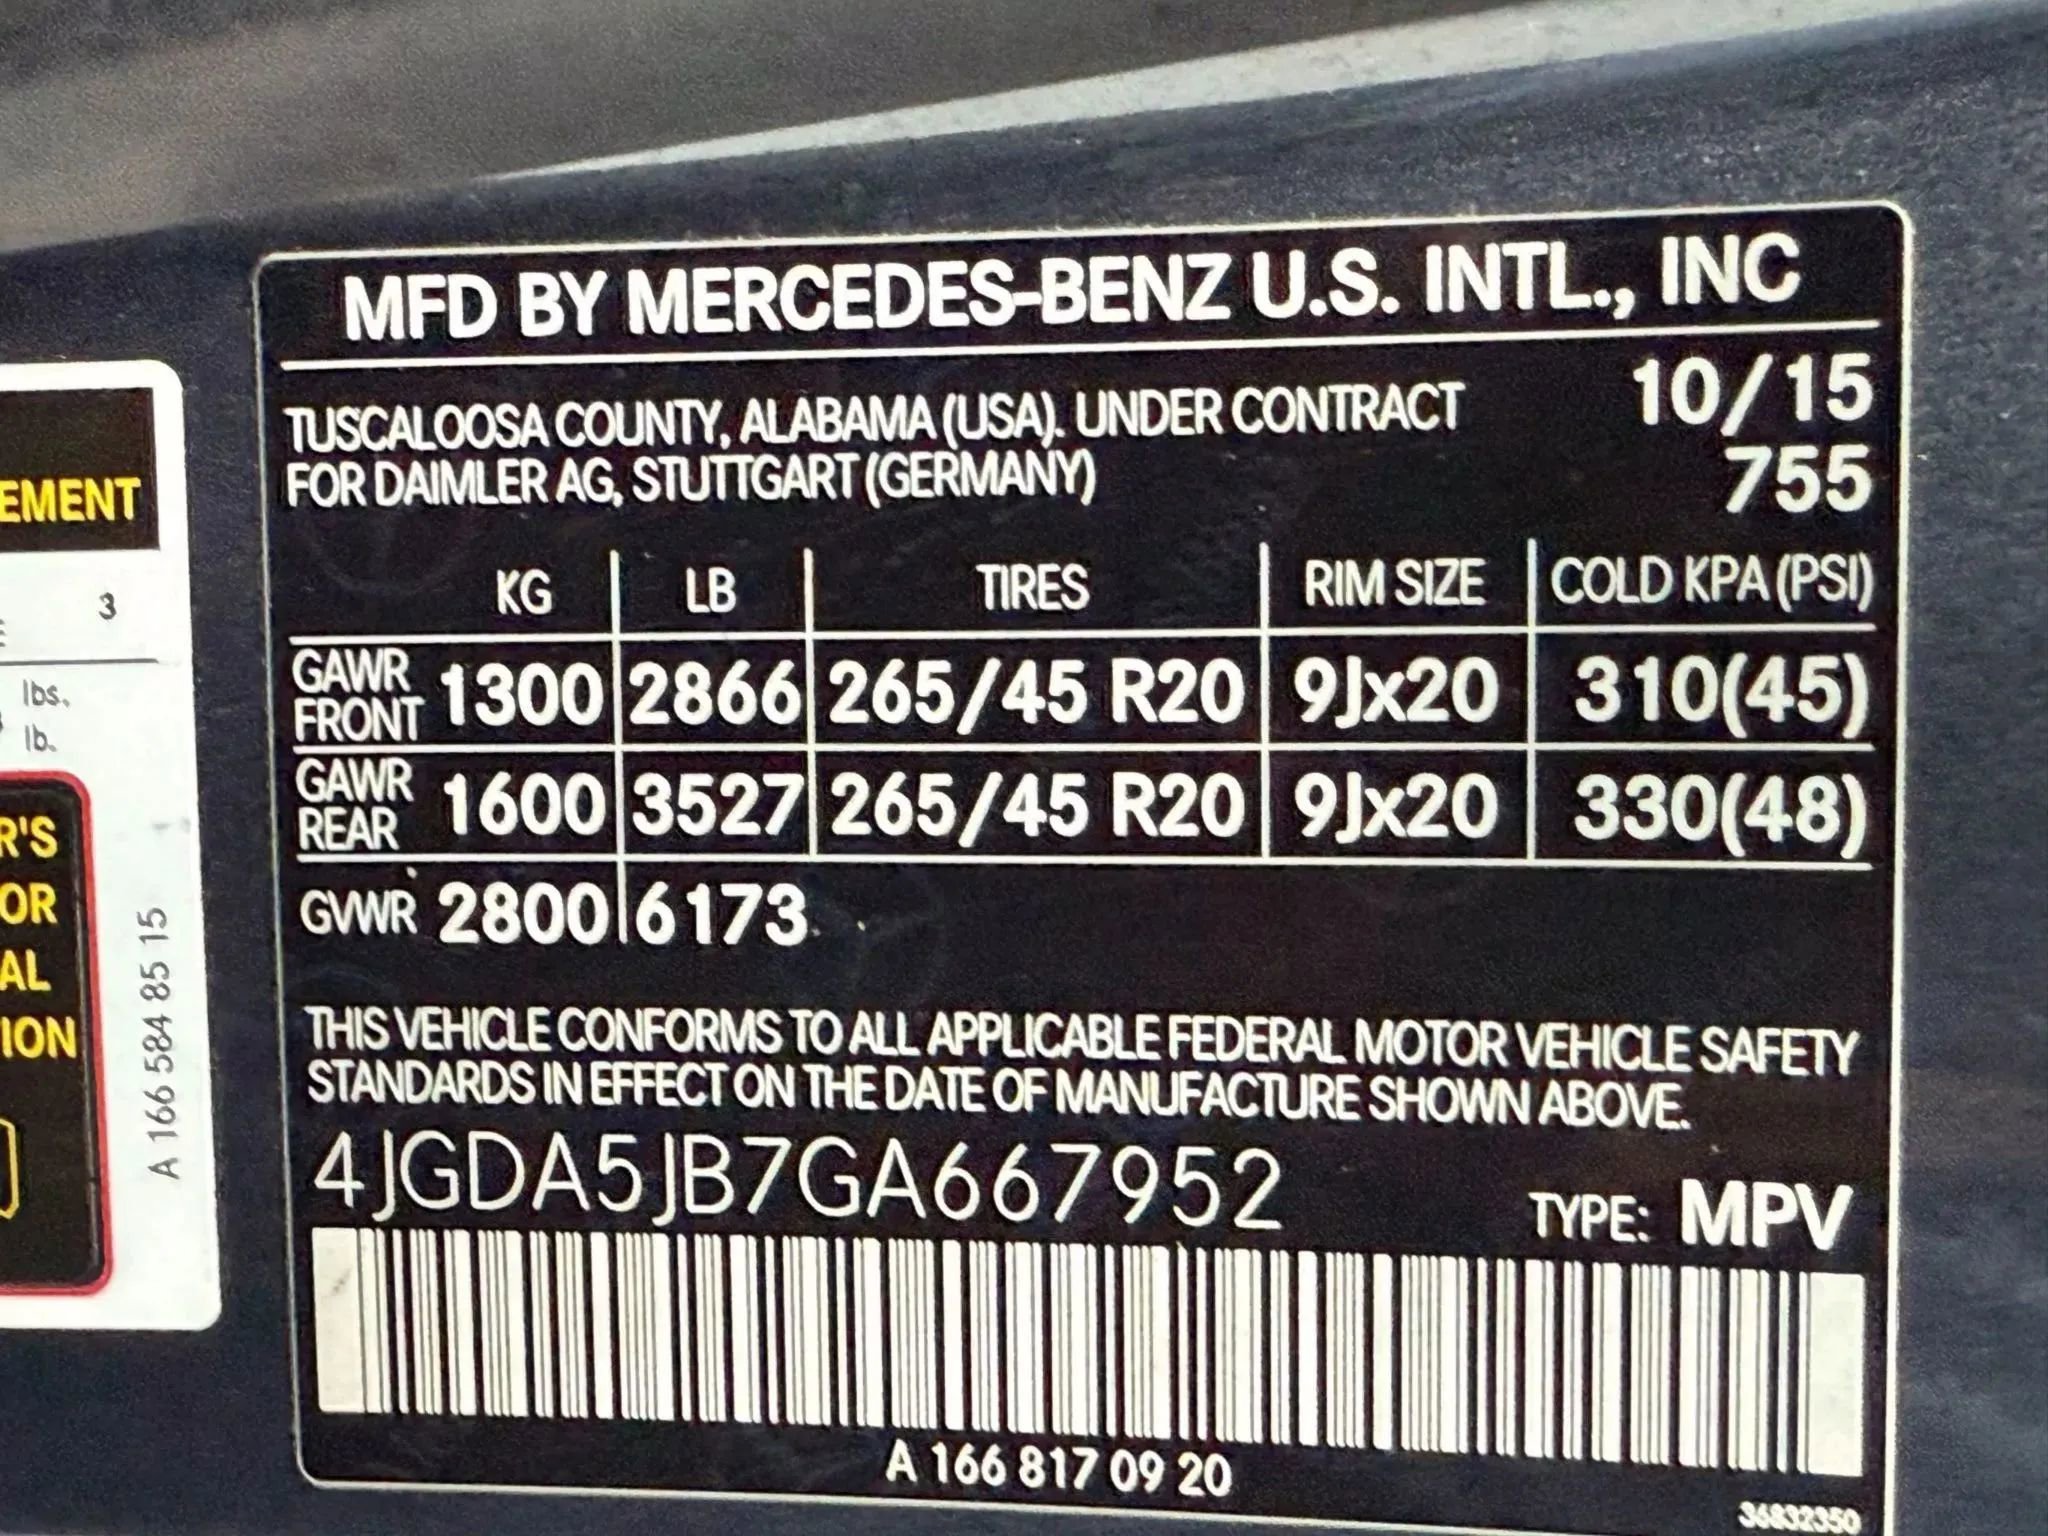 MFD BY MERCEDES-BENZ U.S. INTL., INC
TUSCALOOSA COUNTY, ALABAMA (USA). UNDER CONTRACT 10/15
FOR DAIMLER AG, STUTTGART (GERMANY) 755
KG LB TIRES RIM SIZE COLD KPA (PSI)
GAWR FRONT 1300 2866 265/45 R20 9Jx20 310(45)
GAWR REAR 1600 3527 265/45 R20 9Jx20 330(48)
GVWR 2800 6173
THIS VEHICLE CONFORMS TO ALL APPLICABLE FEDERAL MOTOR VEHICLE SAFETY
STANDARDS IN EFFECT ON THE DATE OF MANUFACTURE SHOWN ABOVE.
4JGDA5JB7GA667952 TYPE: MPV
A 166 817 09 20
36832350
EMENT
3
lbs.
lb.
R'S
OR
AL
ION
A 166 584 85 15